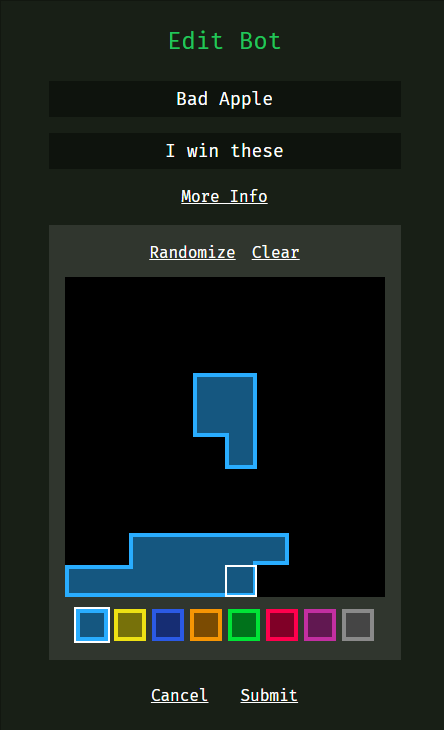 Edit Bot
Bad Apple
I win these
More Info
Randomize Clear
Cancel Submit